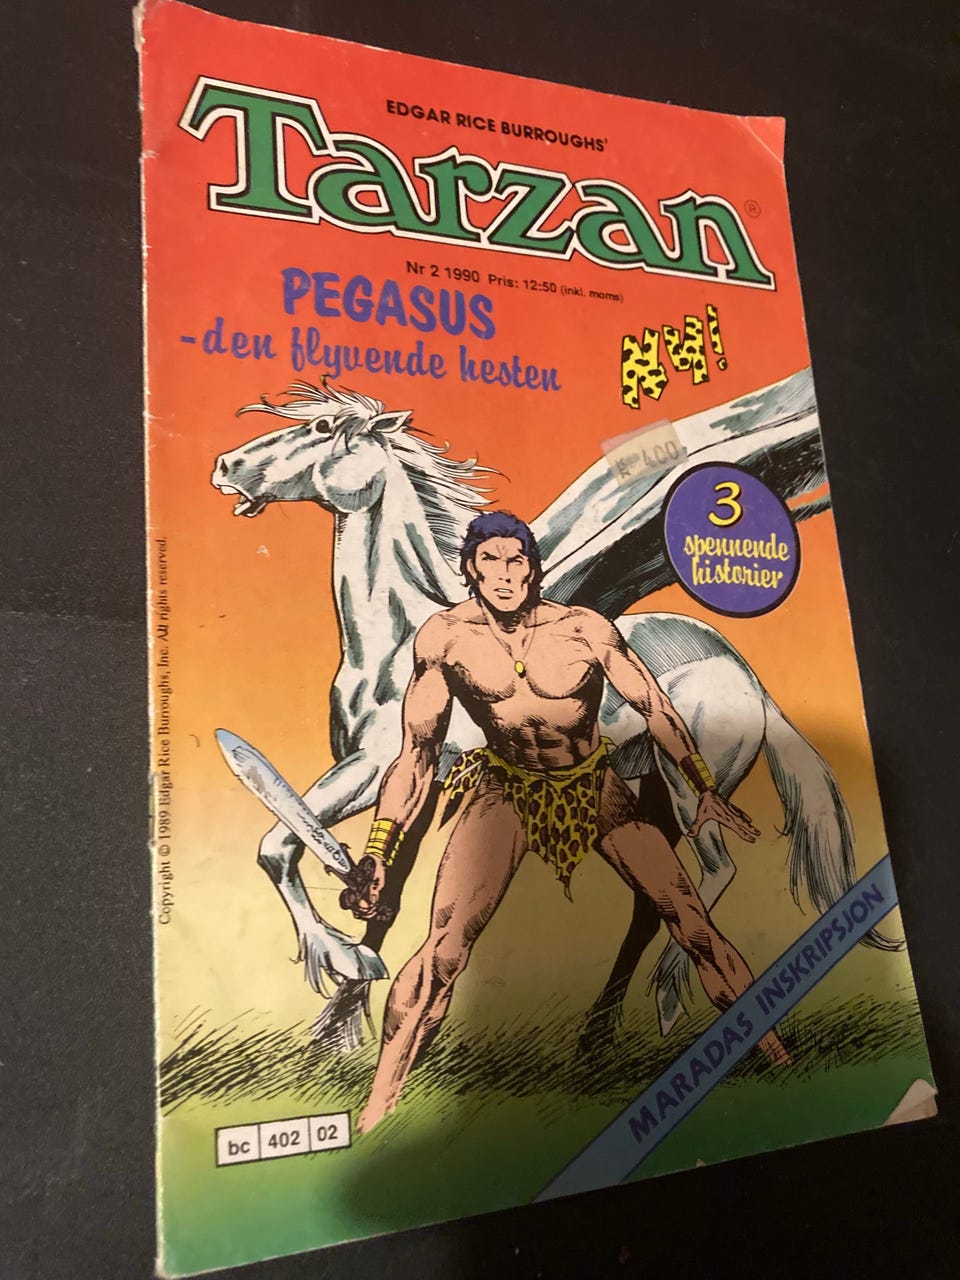 EDGAR RICE BURROUGHS'
Tarzan®
Nr 2 1990 Pris: 12:50 (inkl. moms)
PEGASUS
-den flyvende hesten
NY!
400
3
spennende
historier
Copyright © 1989 Edgar Rice Burroughs, Inc. All rights reserved.
MARADAS INSKRIPSJON
bc 402 02